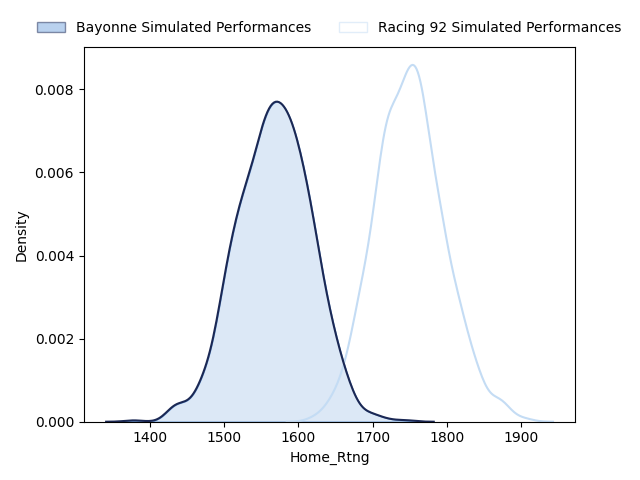 Bayonne Simulated Performances Racing 92 Simulated Performances
0.008
0.006
0.004
0.002
0.000
Density
1400 1500 1600 1700 1800 1900
Home_Rtng